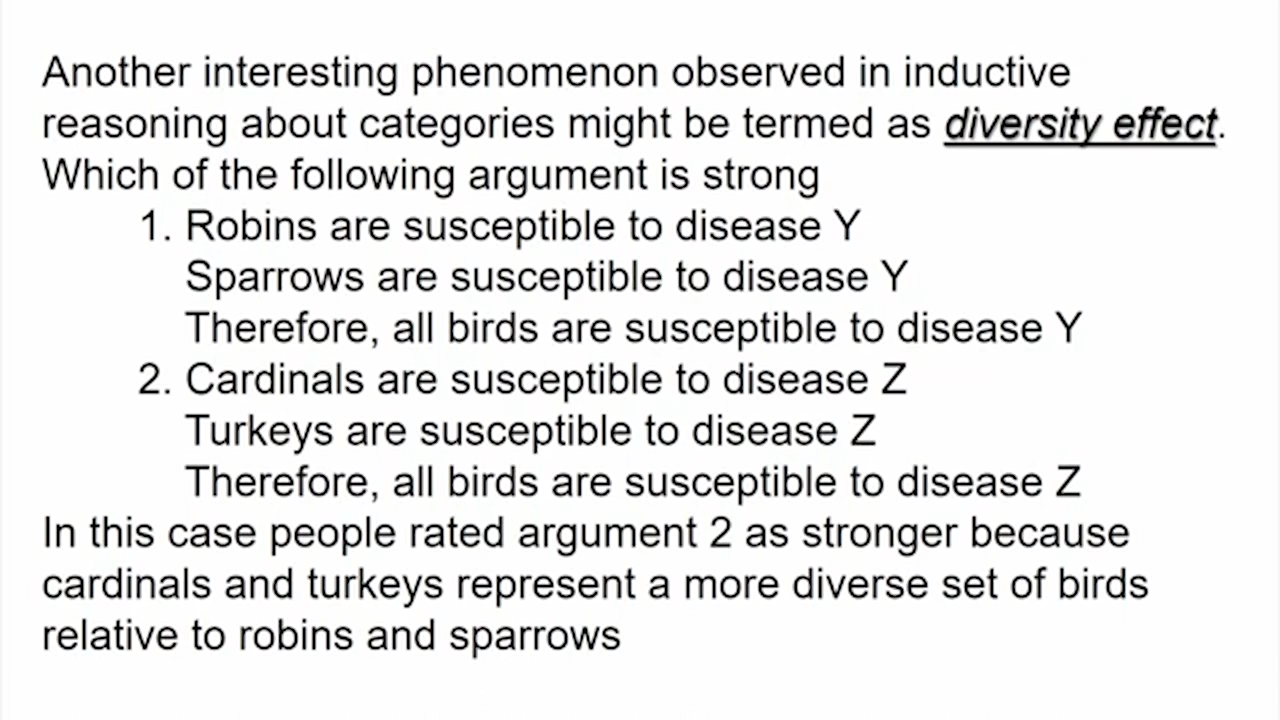 Another interesting phenomenon observed in inductive
reasoning about categories might be termed as diversity effect.
Which of the following argument is strong
1. Robins are susceptible to disease Y
Sparrows are susceptible to disease Y
Therefore, all birds are susceptible to disease Y
2. Cardinals are susceptible to disease Z
Turkeys are susceptible to disease Z
Therefore, all birds are susceptible to disease Z
In this case people rated argument 2 as stronger because
cardinals and turkeys represent a more diverse set of birds
relative to robins and sparrows